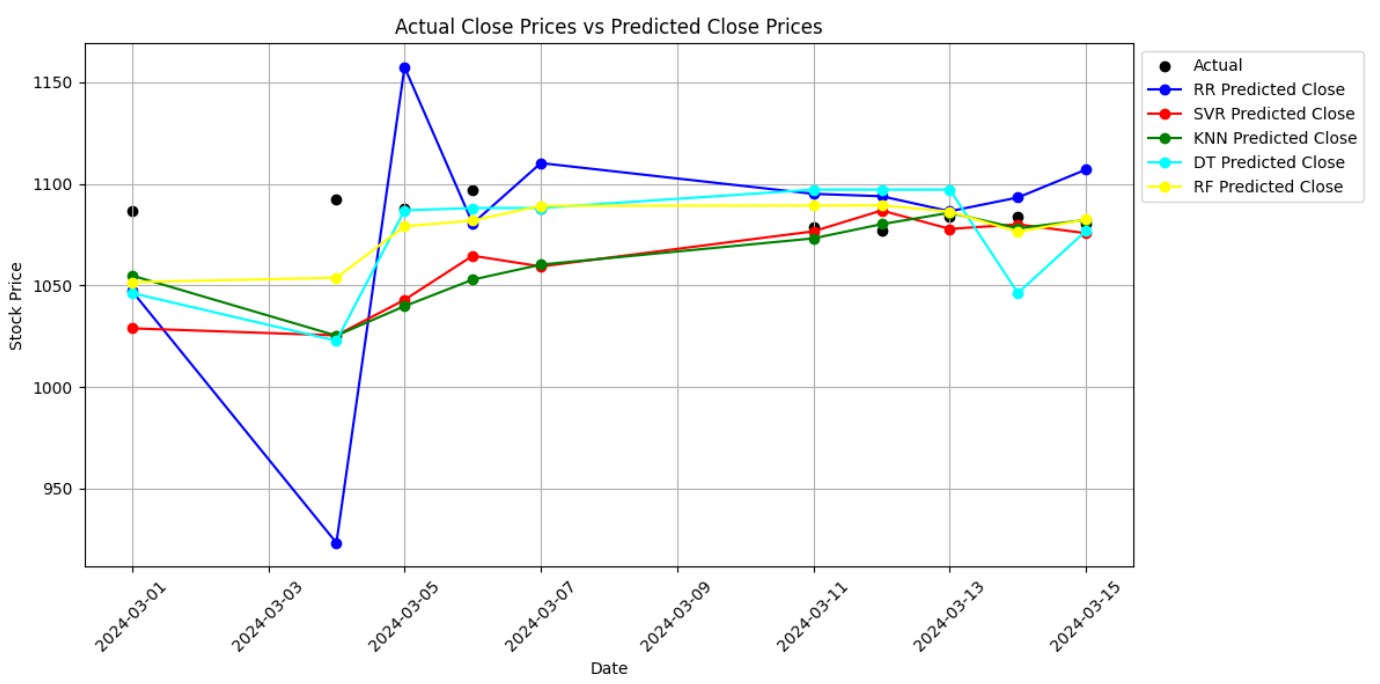 Actual Close Prices vs Predicted Close Prices
Actual
RR Predicted Close
SVR Predicted Close
KNN Predicted Close
DT Predicted Close
RF Predicted Close
Stock Price
1150
1100
1050
1000
950
2024-03-01
2024-03-03
2024-03-05
2024-03-07
2024-03-09
2024-03-11
2024-03-13
2024-03-15
Date